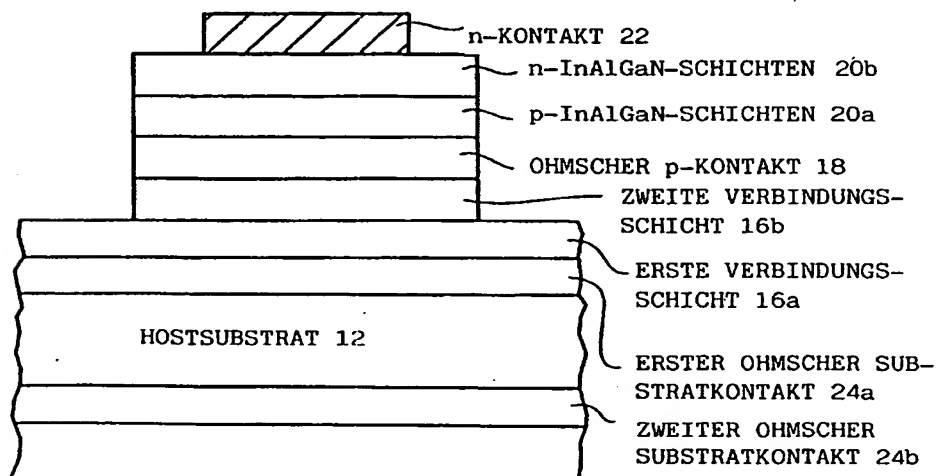 n-KONTAKT 22
n-InAlGaN-SCHICHTEN 20b
p-InAlGaN-SCHICHTEN 20a
OHMSCHER p-KONTAKT 18
ZWEITE VERBINDUNGS-
SCHICHT 16b
ERSTE VERBINDUNGS-
SCHICHT 16a
HOSTSUBSTRAT 12
ERSTER OHMSCHER SUB-
STRATKONTAKT 24a
ZWEITER OHMSCHER
SUBSTRATKONTAKT 24b